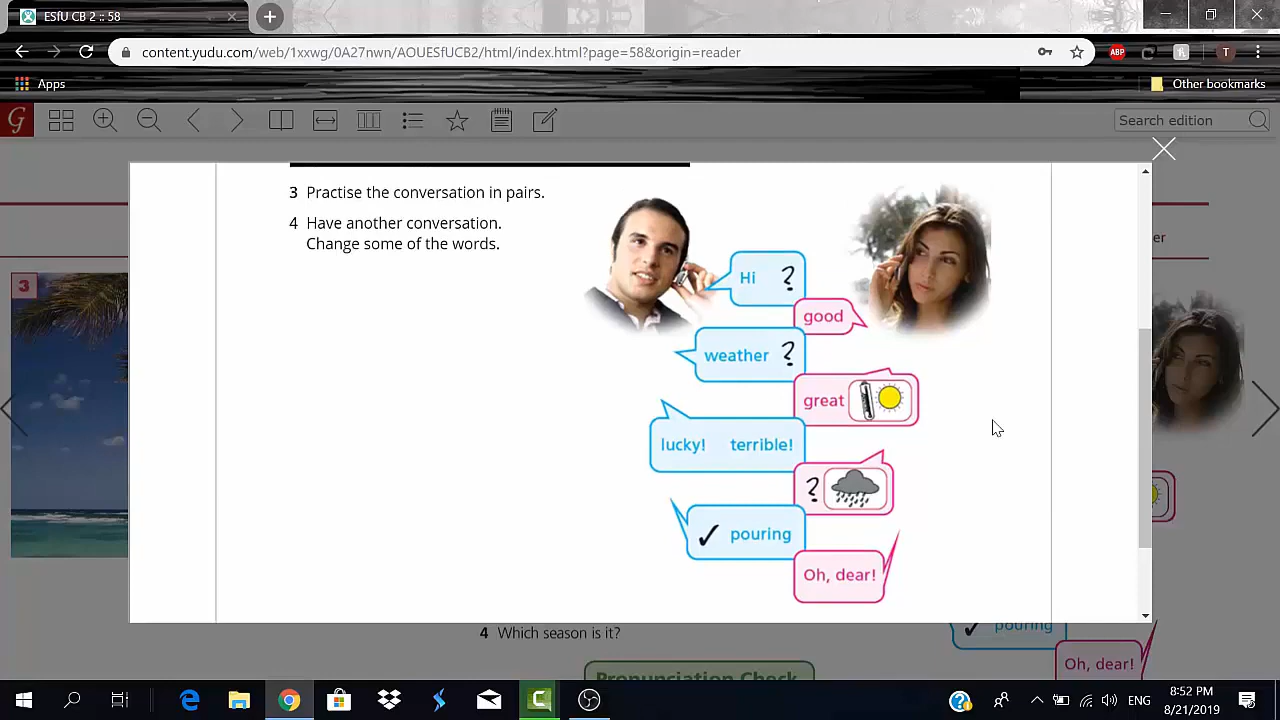 ESfU CB 2 :: 58
content.yudu.com/web/1xxwg/0A27nwn/AOUESfUCB2/html/index.html?page=58&origin=reader
ABP
T
Apps
Other bookmarks
G
Search edition
3 Practise the conversation in pairs.
4 Have another conversation.
Change some of the words.
er
3
Hi ?
good
weather ?
great
lucky! terrible!
?
✓ pouring
Oh, dear!
4 Which season is it?
✓ pouring
Oh, dear!
Pronunciation Check
ENG
8:52 PM
8/21/2019